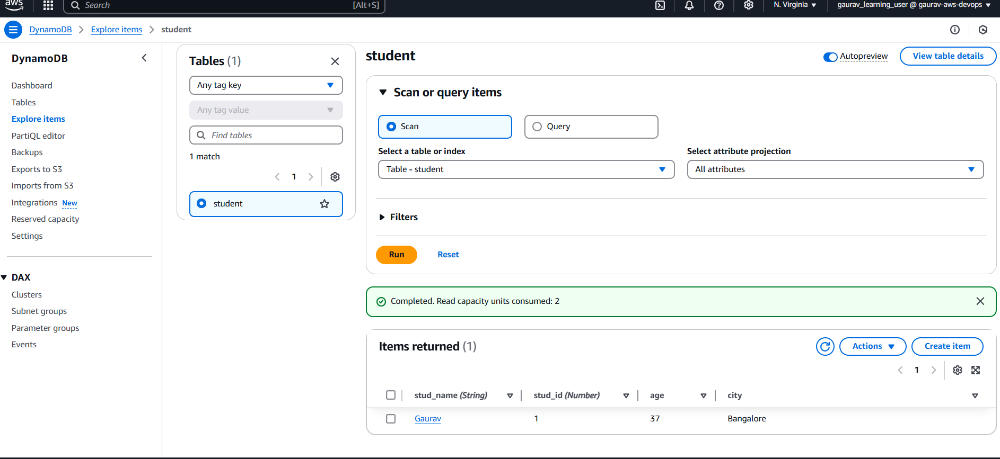 aws
Search
[Alt+S]
N. Virginia
gaurav_learning_user @ gaurav-aws-devops
DynamoDB
Explore items
student
DynamoDB
Dashboard
Tables
Explore items
PartiQL editor
Backups
Exports to S3
Imports from S3
Integrations New
Reserved capacity
Settings
DAX
Clusters
Subnet groups
Parameter groups
Events
Tables (1)
Any tag key
Any tag value
Find tables
1 match
1
student
student
Autopreview
View table details
Scan or query items
Scan
Query
Select a table or index
Select attribute projection
Table - student
All attributes
Filters
Run
Reset
Completed. Read capacity units consumed: 2
Items returned (1)
Actions
Create item
1
stud_name (String)
stud_id (Number)
age
city
Gaurav
1
37
Bangalore